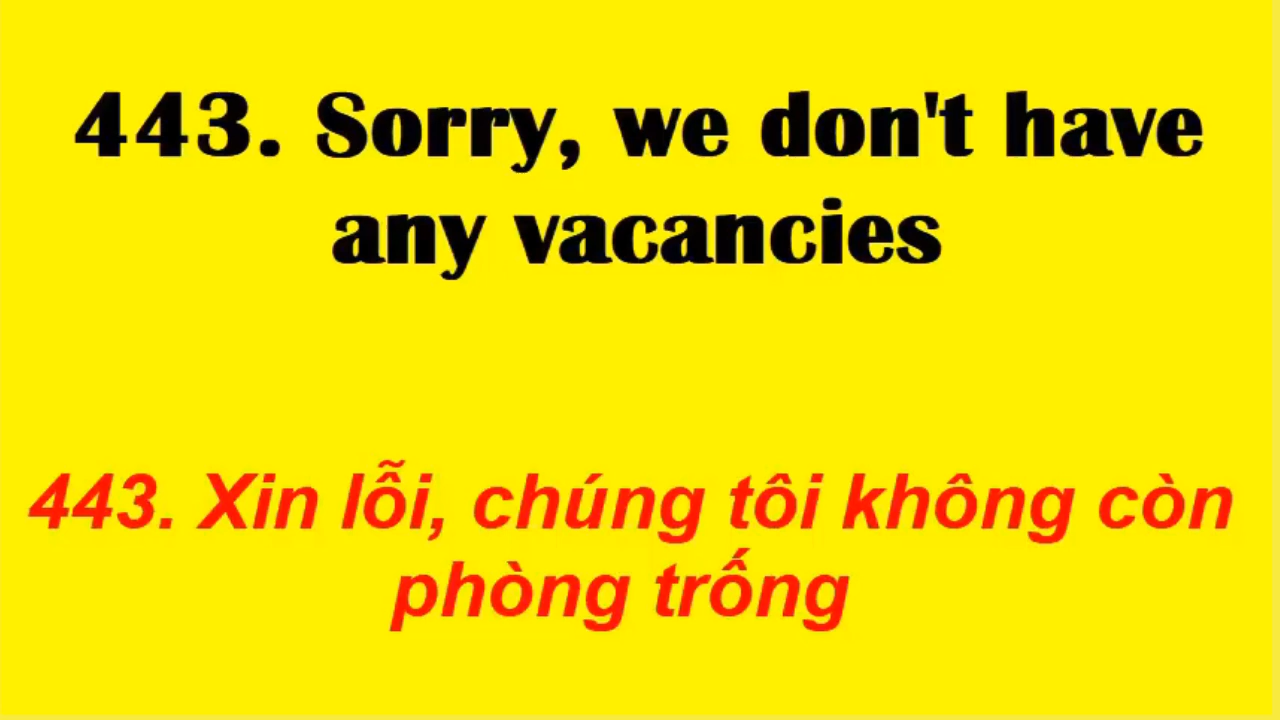 443. Sorry, we don't have
any vacancies
443. Xin lỗi, chúng tôi không còn
phòng trống